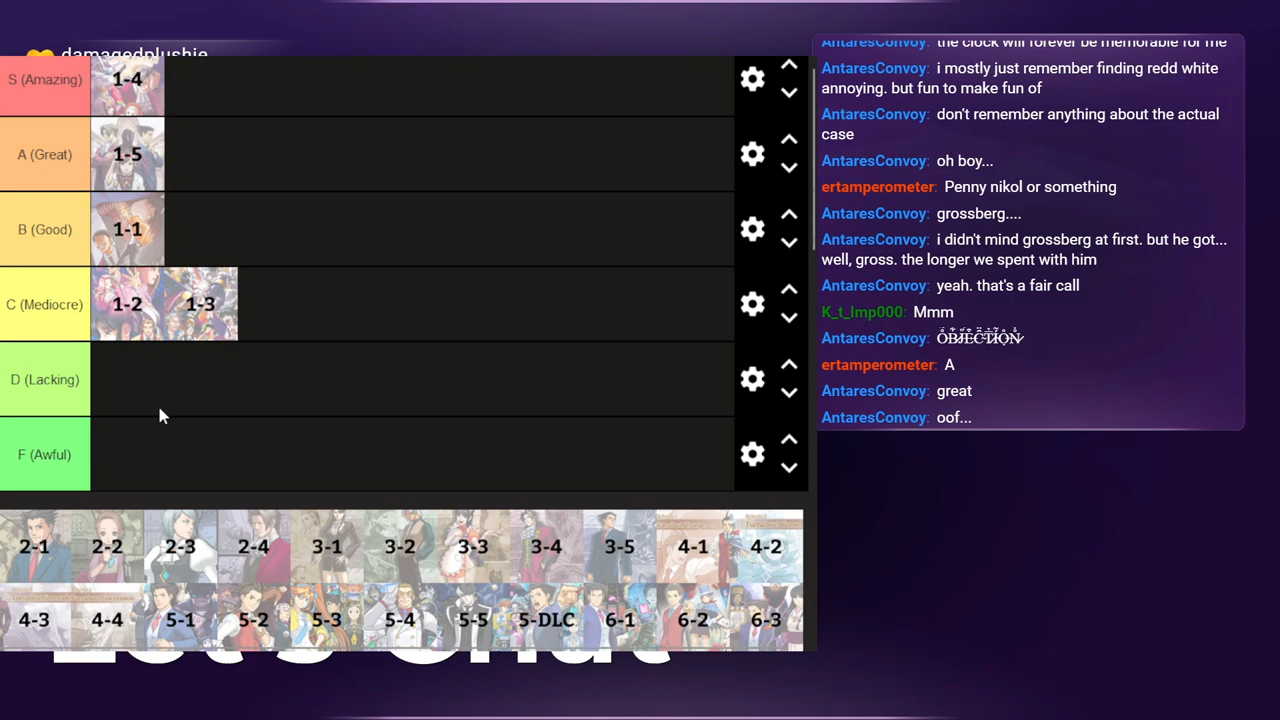 damagedplushie
S (Amazing) 1-4
A (Great) 1-5
B (Good) 1-1
C (Mediocre) 1-2 1-3
D (Lacking)
F (Awful)
2-1 2-2 2-3 2-4 3-1 3-2 3-3 3-4 3-5 4-1 4-2
4-3 4-4 5-1 5-2 5-3 5-4 5-5 5-DLC 6-1 6-2 6-3
Let's Chat
AntaresConvoy: the clock will forever be memorable for me
AntaresConvoy: i mostly just remember finding redd white
annoying. but fun to make fun of
AntaresConvoy: don't remember anything about the actual
case
AntaresConvoy: oh boy...
ertamperometer: Penny nikol or something
AntaresConvoy: grossberg....
AntaresConvoy: i didn't mind grossberg at first. but he got...
well, gross. the longer we spent with him
AntaresConvoy: yeah. that's a fair call
K_t_Imp000: Mmm
AntaresConvoy: OBJECTION
ertamperometer: A
AntaresConvoy: great
AntaresConvoy: oof...